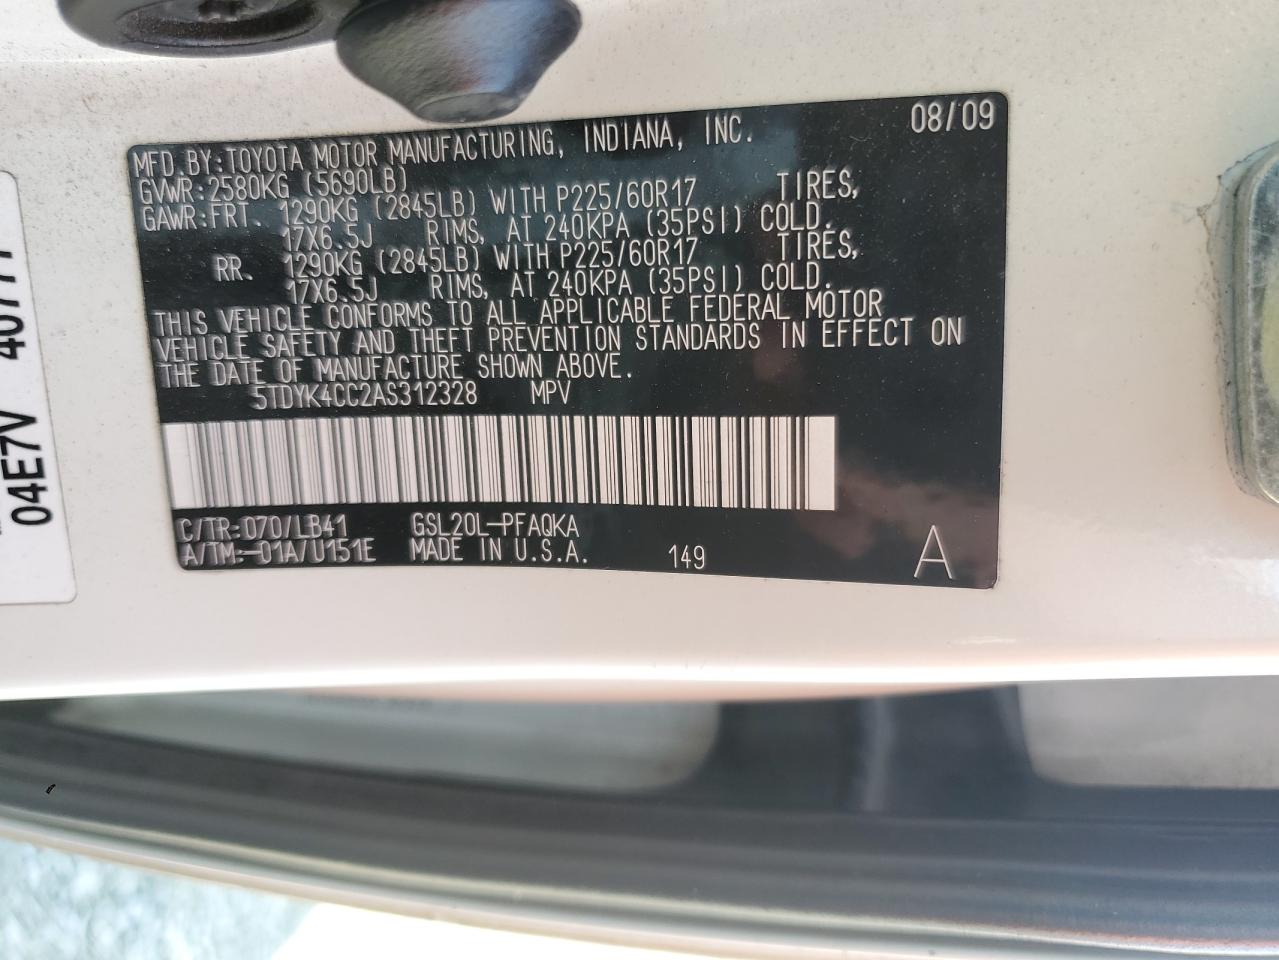 08/09
MFD.BY:TOYOTA MOTOR MANUFACTURING, INDIANA, INC.
GVWR:2580KG (5690LB)
GAWR:FRT. 1290KG (2845LB) WITH P225/60R17 TIRES,
17X6.5J RIMS, AT 240KPA (35PSI) COLD.
RR. 1290KG (2845LB) WITH P225/60R17 TIRES,
17X6.5J RIMS, AT 240KPA (35PSI) COLD.
THIS VEHICLE CONFORMS TO ALL APPLICABLE FEDERAL MOTOR
VEHICLE SAFETY AND THEFT PREVENTION STANDARDS IN EFFECT ON
THE DATE OF MANUFACTURE SHOWN ABOVE.
5TDYK4CC2AS312328 MPV
C/TR:070/LB41 GSL20L-PFAQKA
A/TM:-01A/U151E MADE IN U.S.A. 149 A
04E7V